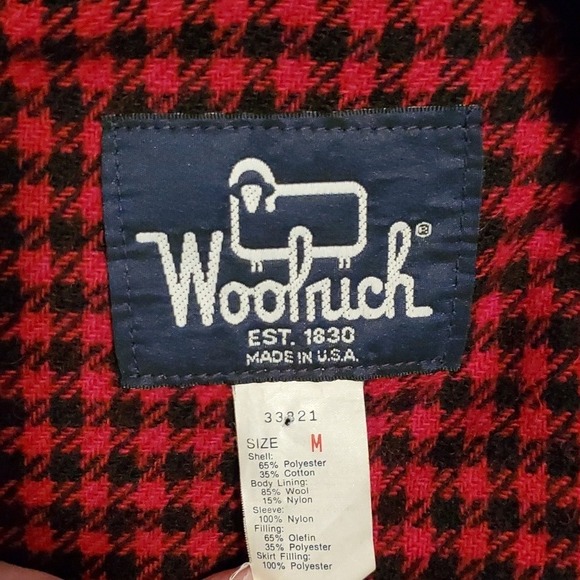 Woolrich®
EST. 1830
MADE IN U.S.A.
33821
SIZE M
Shell:
65% Polyester
35% Cotton
Body Lining:
85% Wool
15% Nylon
Sleeve:
100% Nylon
Filling:
65% Olefin
35% Polyester
Skirt Filling:
100% Polyester